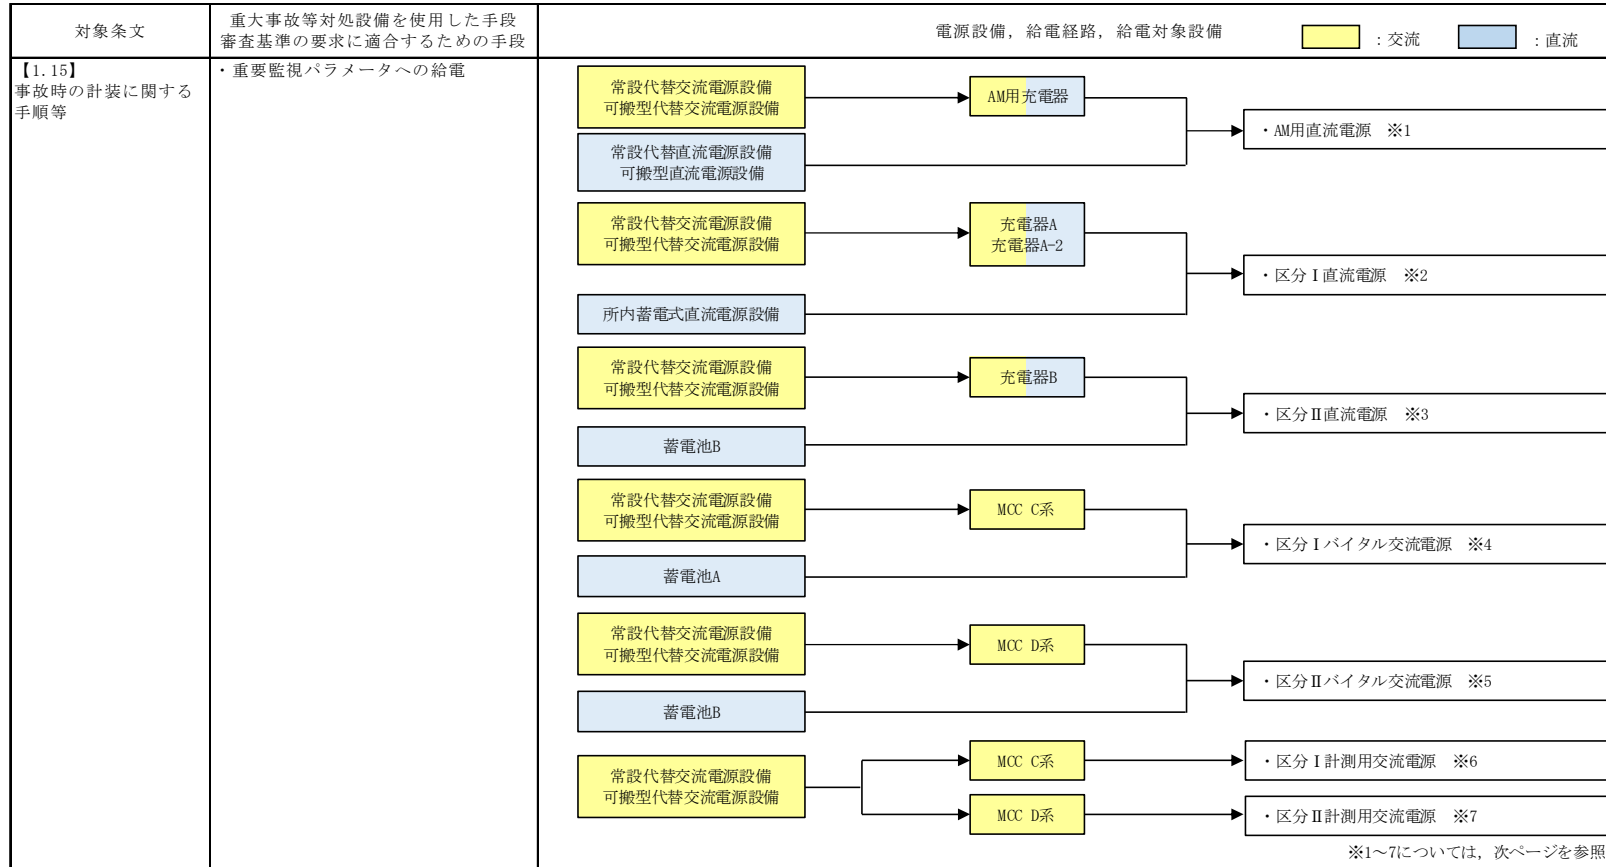 対象条文
重大事故等対処設備を使用した手段
審査基準の要求に適合するための手段
電源設備，給電経路，給電対象設備
：交流
：直流
【1.15】
事故時の計装に関する
手順等
・重要監視パラメータへの給電
常設代替交流電源設備
可搬型代替交流電源設備
AM用充電器
常設代替直流電源設備
可搬型直流電源設備
・AM用直流電源　※1
常設代替交流電源設備
可搬型代替交流電源設備
充電器A
充電器A-2
所内蓄電式直流電源設備
・区分Ⅰ直流電源　※2
常設代替交流電源設備
可搬型代替交流電源設備
充電器B
蓄電池B
・区分Ⅱ直流電源　※3
常設代替交流電源設備
可搬型代替交流電源設備
MCC C系
蓄電池A
・区分Ⅰバイタル交流電源　※4
常設代替交流電源設備
可搬型代替交流電源設備
MCC D系
蓄電池B
・区分Ⅱバイタル交流電源　※5
常設代替交流電源設備
可搬型代替交流電源設備
MCC C系
・区分Ⅰ計測用交流電源　※6
MCC D系
・区分Ⅱ計測用交流電源　※7
※1～7については，次ページを参照